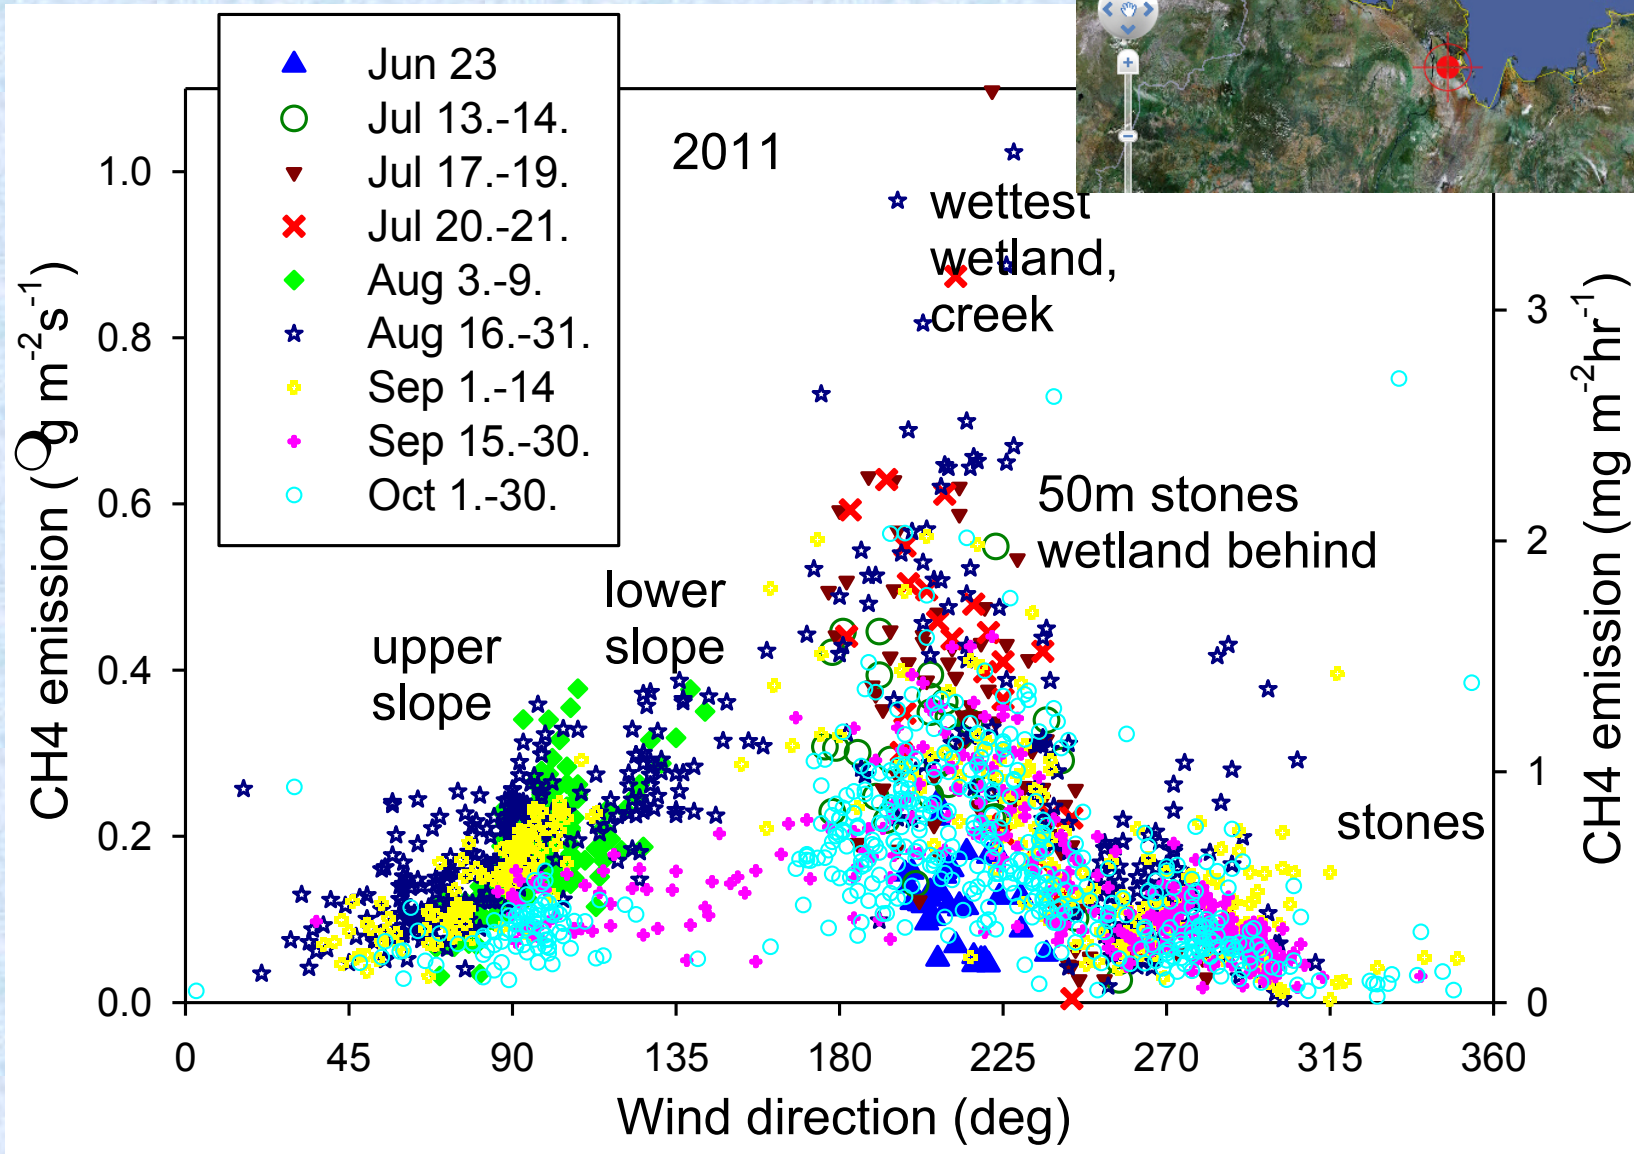 Jun 23
Jul 13.-14.
Jul 17.-19.
Jul 20.-21.
Aug 3.-9.
Aug 16.-31.
Sep 1.-14
Sep 15.-30.
Oct 1.-30.
2011
wettest
wetland,
creek
50m stones
wetland behind
lower
slope
upper
slope
stones
CH4 emission (◯g m⁻²s⁻¹)
1.0
0.8
0.6
0.4
0.2
0.0
CH4 emission (mg m⁻²hr⁻¹)
3
2
1
0
0 45 90 135 180 225 270 315 360
Wind direction (deg)